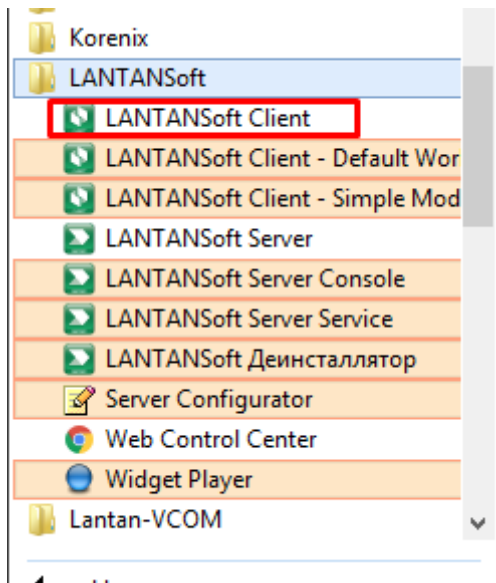 Korenix
LANTANSoft
LANTANSoft Client
LANTANSoft Client - Default Wor
LANTANSoft Client - Simple Mod
LANTANSoft Server
LANTANSoft Server Console
LANTANSoft Server Service
LANTANSoft Деинсталлятор
Server Configurator
Web Control Center
Widget Player
Lantan-VCOM